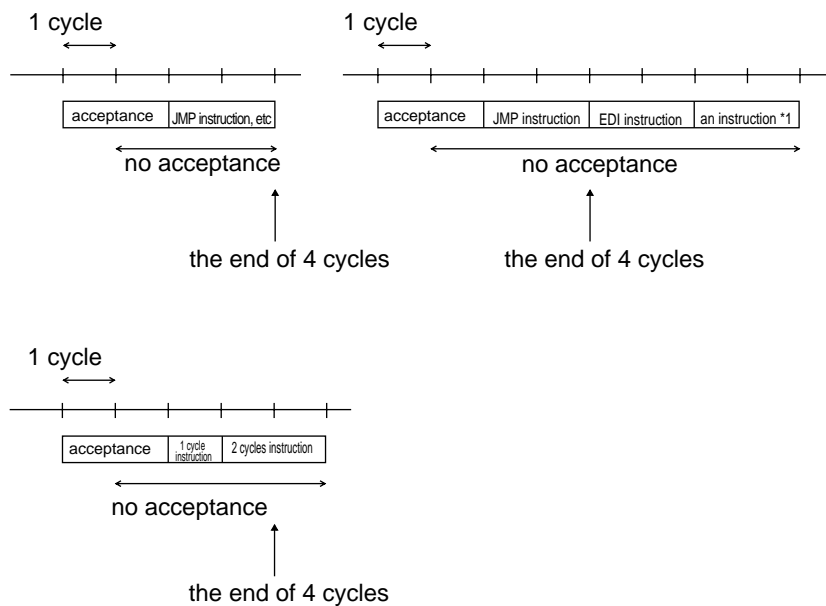 1 cycle
acceptance
JMP instruction, etc
no acceptance
the end of 4 cycles
1 cycle
acceptance
JMP instruction
EDI instruction
an instruction *1
no acceptance
the end of 4 cycles
1 cycle
acceptance
1 cycle
instruction
2 cycles instruction
no acceptance
the end of 4 cycles